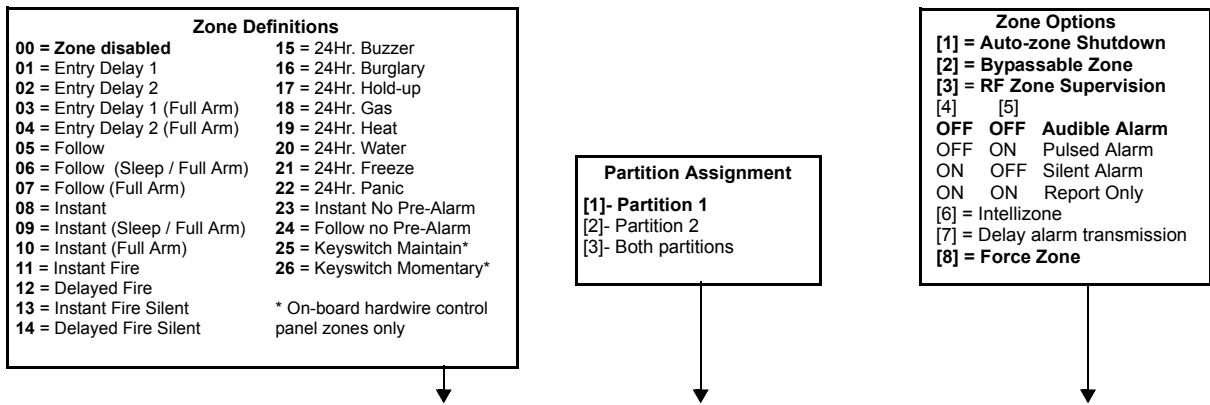 Zone Definitions
00 = Zone disabled
01 = Entry Delay 1
02 = Entry Delay 2
03 = Entry Delay 1 (Full Arm)
04 = Entry Delay 2 (Full Arm)
05 = Follow
06 = Follow (Sleep / Full Arm)
07 = Follow (Full Arm)
08 = Instant
09 = Instant (Sleep / Full Arm)
10 = Instant (Full Arm)
11 = Instant Fire
12 = Delayed Fire
13 = Instant Fire Silent
14 = Delayed Fire Silent
15 = 24Hr. Buzzer
16 = 24Hr. Burglary
17 = 24Hr. Hold-up
18 = 24Hr. Gas
19 = 24Hr. Heat
20 = 24Hr. Water
21 = 24Hr. Freeze
22 = 24Hr. Panic
23 = Instant No Pre-Alarm
24 = Follow no Pre-Alarm
25 = Keyswitch Maintain*
26 = Keyswitch Momentary*
* On-board hardwire control
panel zones only
Partition Assignment
[1]- Partition 1
[2]- Partition 2
[3]- Both partitions
Zone Options
[1] = Auto-zone Shutdown
[2] = Bypassable Zone
[3] = RF Zone Supervision
[4] [5]
OFF OFF Audible Alarm
OFF ON Pulsed Alarm
ON OFF Silent Alarm
ON ON Report Only
[6] = Intellizone
[7] = Delay alarm transmission
[8] = Force Zone